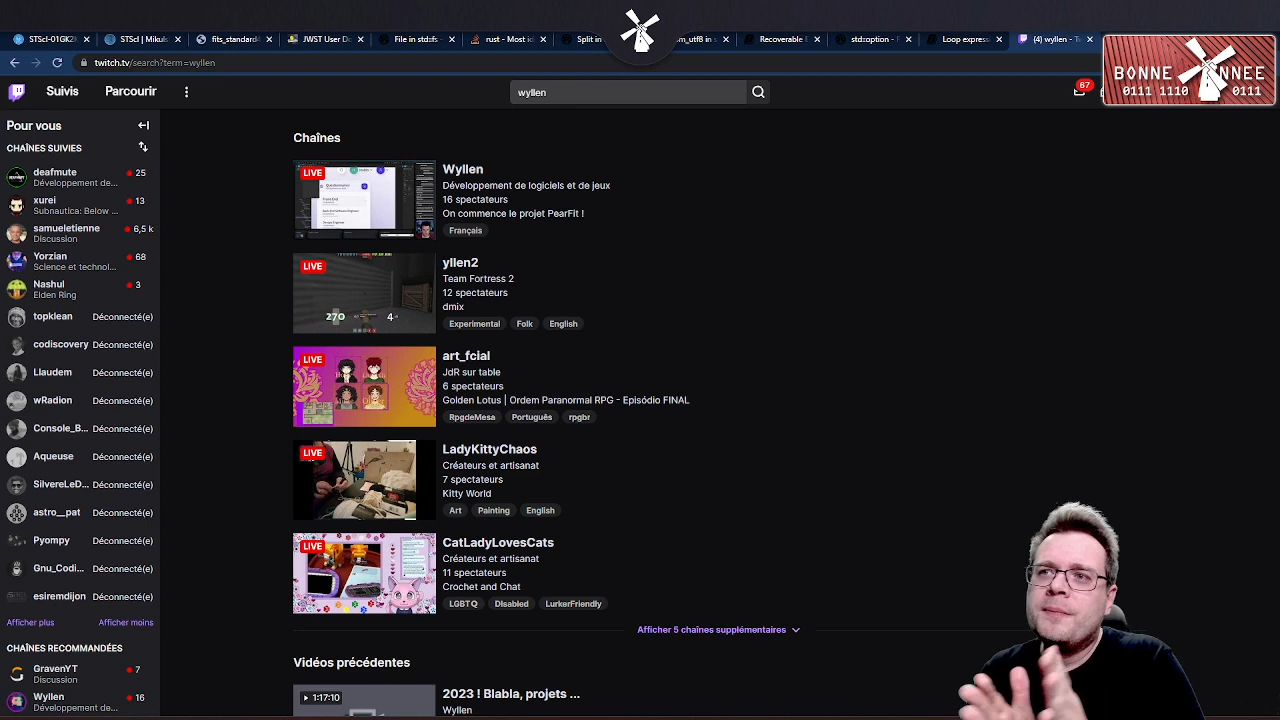 STScI-01GK2
STScI | Mikuls
fits_standard
JWST User D
File in std::fs -
rust - Most id
Split in
m_utf8 in
Recoverable E
std::option - F
Loop express
(4) wyllen - T
twitch.tv/search?term=wyllen
BONNE ANNEE
0111 1110 0111
Suivis
Parcourir
wyllen
67
Pour vous
CHAÎNES SUIVIES
deafmute 25
Développement de...
xurei 13
Subnautica: Below ...
samueletienne 6,5 k
Discussion
Yorzian 68
Science et technol...
Nashul 3
Elden Ring
topklean Déconnecté(e)
codiscovery Déconnecté(e)
Llaudem Déconnecté(e)
wRadion Déconnecté(e)
Console_B... Déconnecté(e)
Aqueuse Déconnecté(e)
SilvereLeD... Déconnecté(e)
astro__pat Déconnecté(e)
Pyompy Déconnecté(e)
Gnu_Codi... Déconnecté(e)
esiremdijon Déconnecté(e)
Afficher plus Afficher moins
CHAÎNES RECOMMANDÉES
GravenYT 7
Discussion
Wyllen 16
Développement de...
Chaînes
LIVE
Wyllen
Développement de logiciels et de jeux
16 spectateurs
On commence le projet PearFit !
Français
LIVE
270
4
yllen2
Team Fortress 2
12 spectateurs
dmix
Experimental Folk English
LIVE
art_fcial
JdR sur table
6 spectateurs
Golden Lotus | Ordem Paranormal RPG - Episódio FINAL
RpgdeMesa Português rpgbr
LIVE
LadyKittyChaos
Créateurs et artisanat
7 spectateurs
Kitty World
Art Painting English
LIVE
CatLadyLovesCats
Créateurs et artisanat
11 spectateurs
Crochet and Chat
LGBTQ Disabled LurkerFriendly
Afficher 5 chaînes supplémentaires
Vidéos précédentes
1:17:10
2023 ! Blabla, projets ...
Wyllen